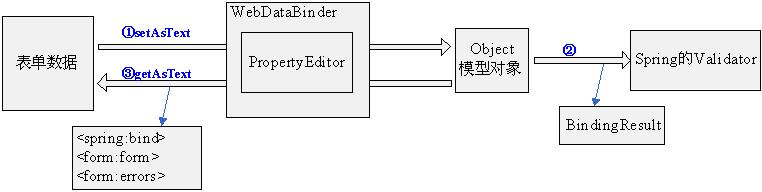 WebDataBinder
①setAsText
表单数据
PropertyEditor
③getAsText
Object
模型对象
②
Spring的Validator
BindingResult
<spring:bind>
<form:form>
<form:errors>